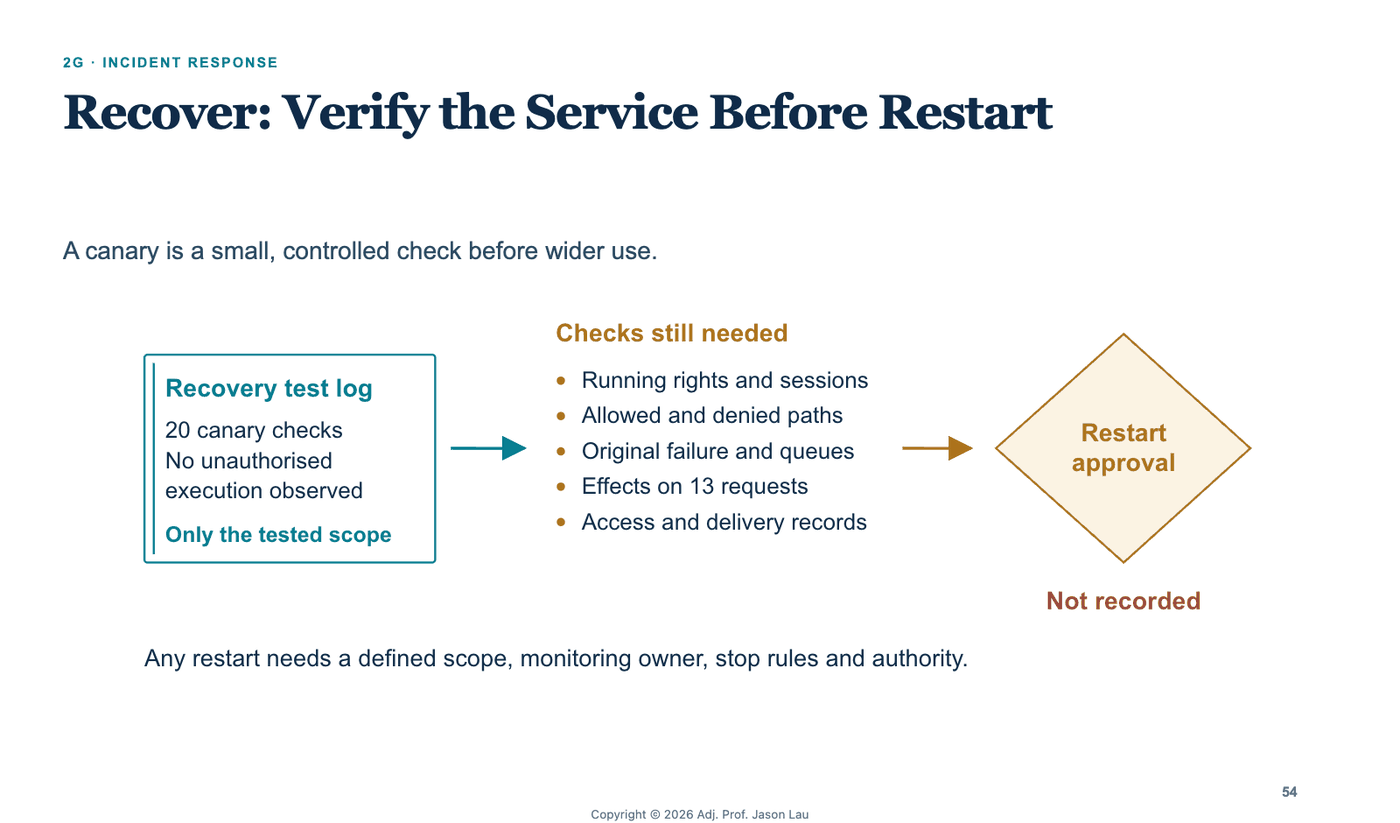 2G · INCIDENT RESPONSE
Recover: Verify the Service Before Restart
A canary is a small, controlled check before wider use.
Recovery test log
20 canary checks
No unauthorised
execution observed
Only the tested scope
Checks still needed
• Running rights and sessions
• Allowed and denied paths
• Original failure and queues
• Effects on 13 requests
• Access and delivery records
Restart
approval
Not recorded
Any restart needs a defined scope, monitoring owner, stop rules and authority.
54
Copyright © 2026 Adj. Prof. Jason Lau